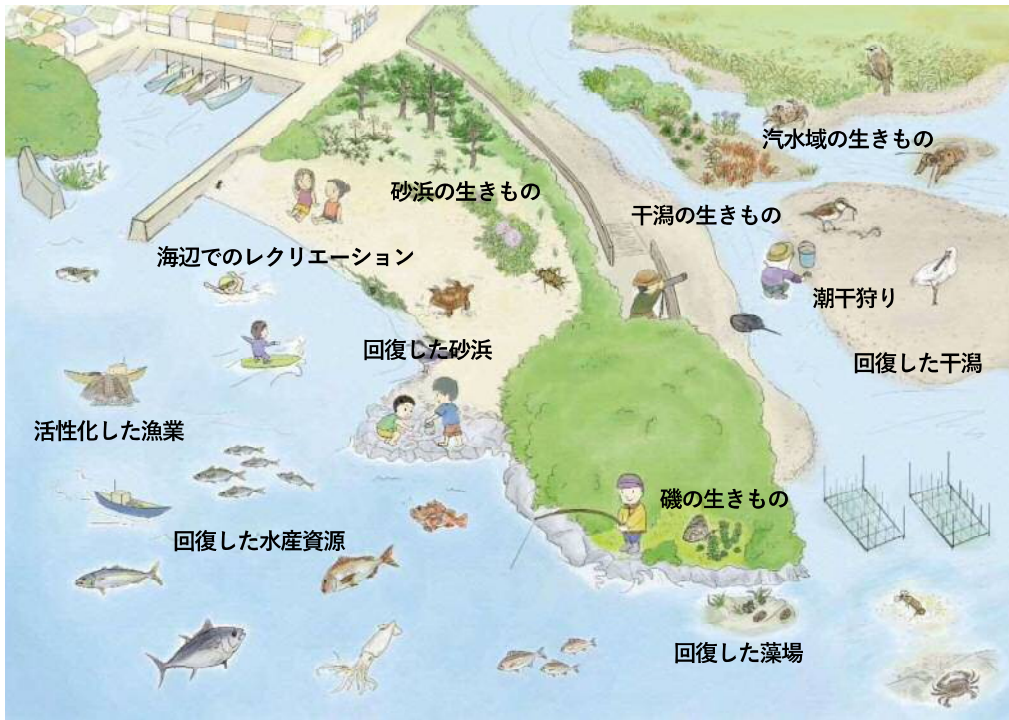 汽水域の生きもの
砂浜の生きもの
干潟の生きもの
海辺でのレクリエーション
潮干狩り
回復した砂浜
回復した干潟
活性化した漁業
磯の生きもの
回復した水産資源
回復した藻場